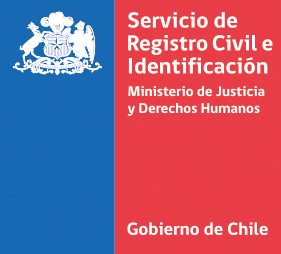 Servicio de
Registro Civil e
Identificación
Ministerio de Justicia
y Derechos Humanos
Gobierno de Chile